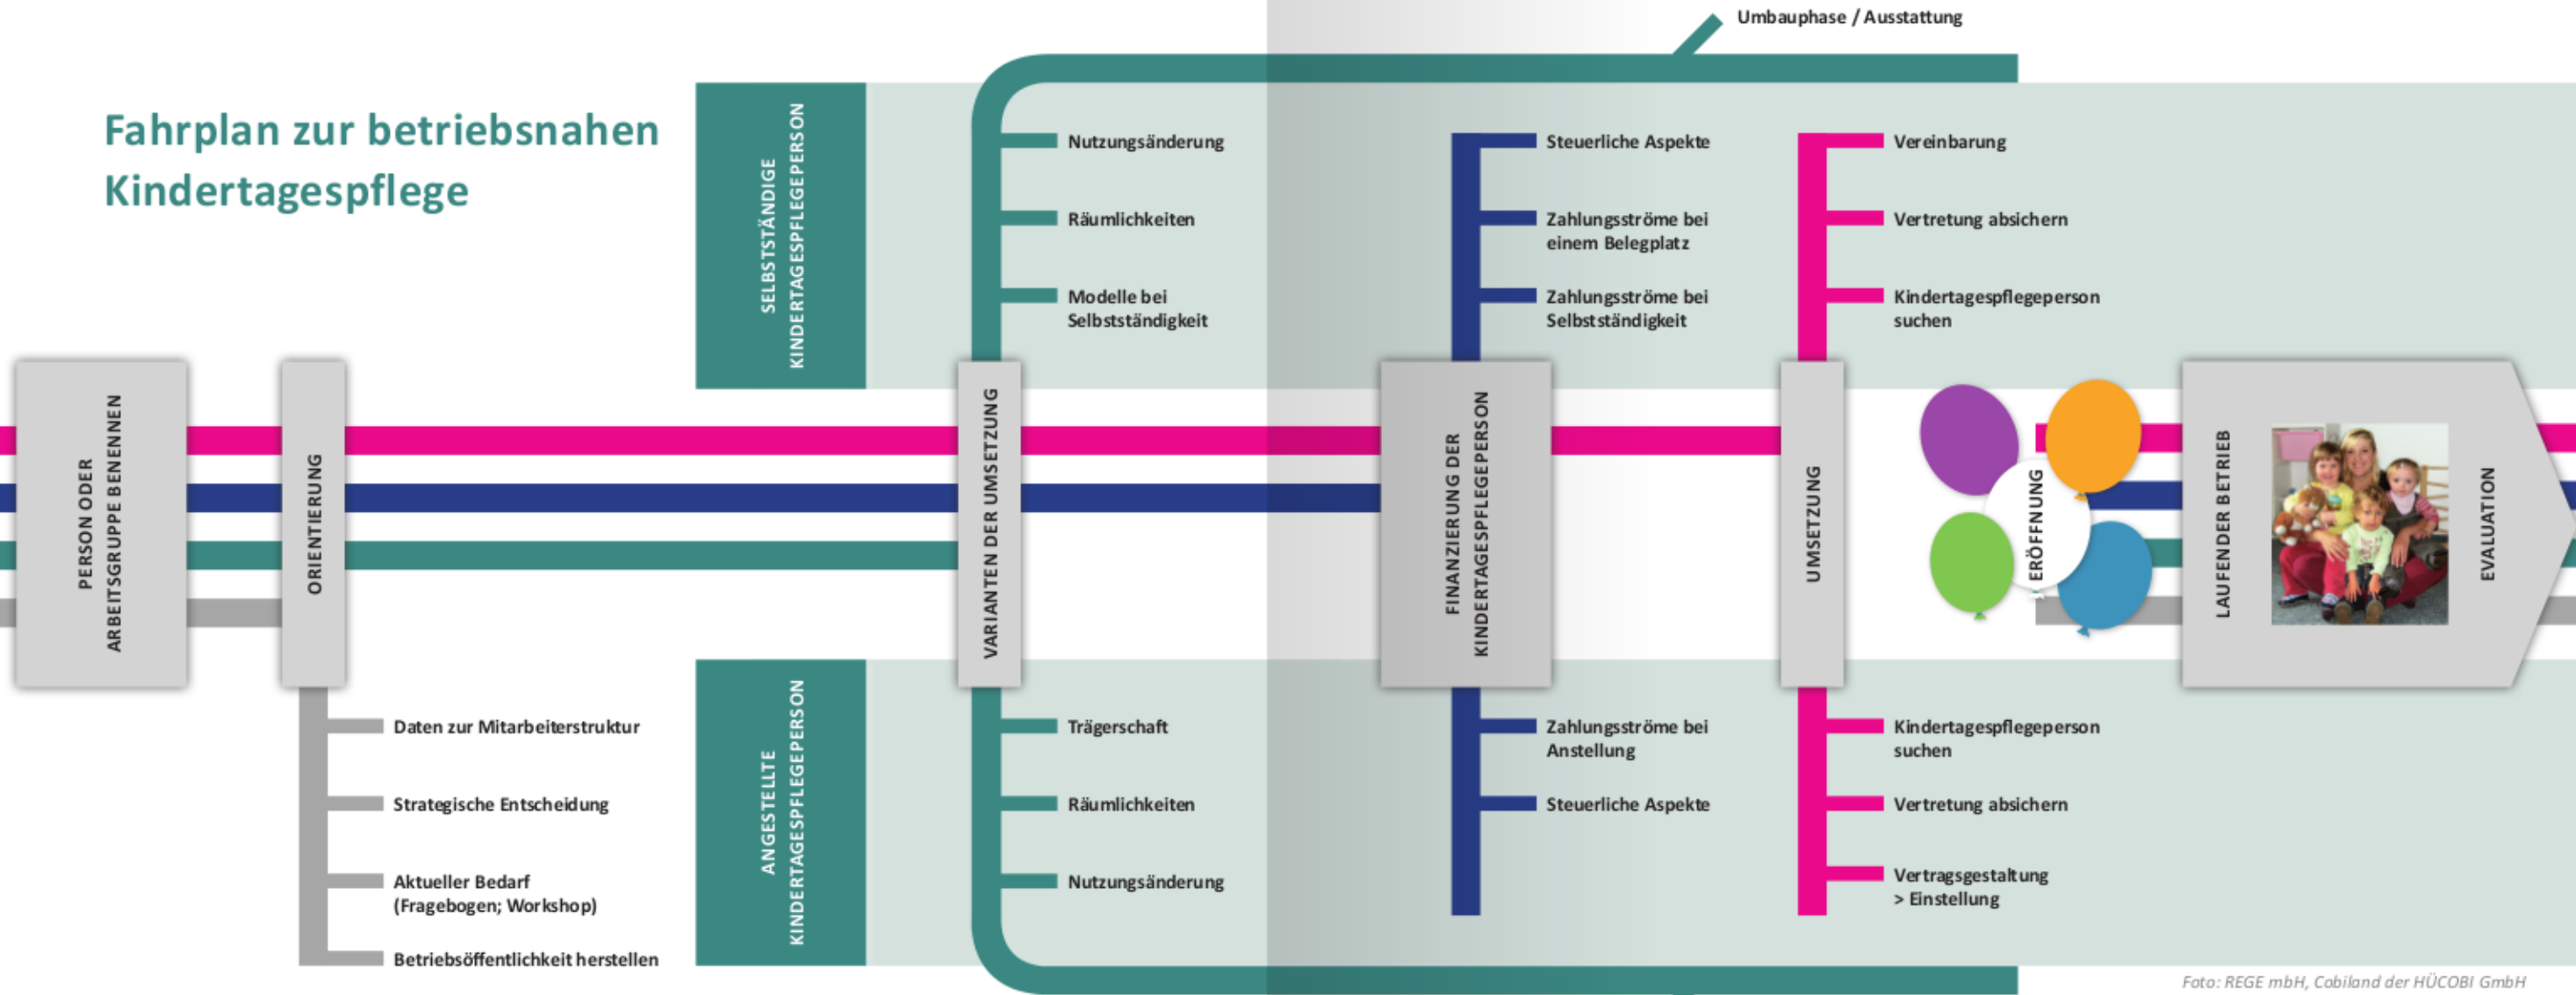 Umbauphase / Ausstattung
Fahrplan zur betriebsnahen
Kindertagespflege
SELBSTSTÄNDIGE
KINDERTAGESPFLEGEPERSON
Nutzungsänderung
Räumlichkeiten
Modelle bei
Selbstständigkeit
Steuerliche Aspekte
Zahlungsströme bei
einem Belegplatz
Zahlungsströme bei
Selbstständigkeit
Vereinbarung
Vertretung absichern
Kindertagespflegeperson
suchen
PERSON ODER
ARBEITSGRUPPE BENENNEN
ORIENTIERUNG
VARIANTEN DER UMSETZUNG
FINANZIERUNG DER
KINDERTAGESPFLEGEPERSON
UMSETZUNG
ERÖFFNUNG
LAUFENDER BETRIEB
EVALUATION
Daten zur Mitarbeiterstruktur
Strategische Entscheidung
Aktueller Bedarf
(Fragebogen; Workshop)
Betriebsöffentlichkeit herstellen
ANGESTELLTE
KINDERTAGESPFLEGEPERSON
Trägerschaft
Räumlichkeiten
Nutzungsänderung
Zahlungsströme bei
Anstellung
Steuerliche Aspekte
Kindertagespflegeperson
suchen
Vertretung absichern
Vertragsgestaltung
> Einstellung
Foto: REGE mbH, Cobiland der HÜCOBI GmbH